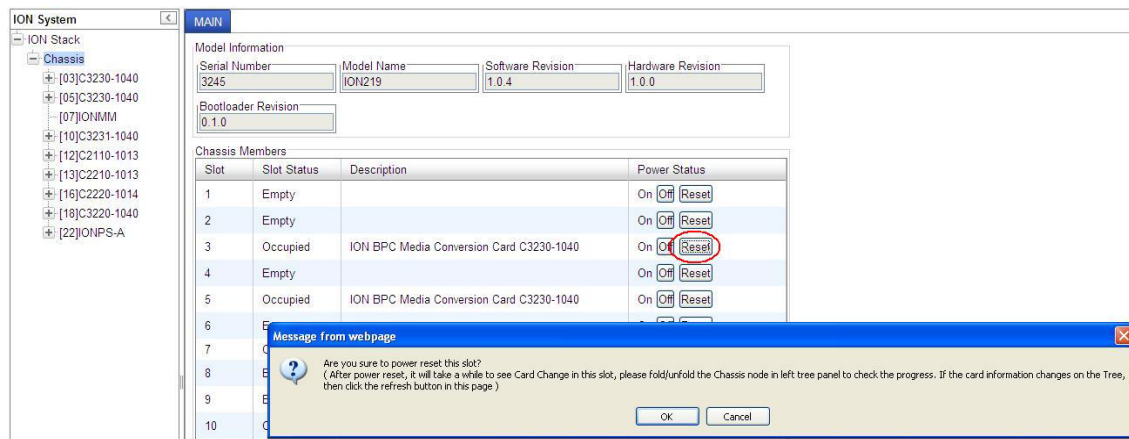 ION System <
ION Stack
Chassis
[03]C3230-1040
[05]C3230-1040
[07]IONMM
[10]C3231-1040
[12]C2110-1013
[13]C2210-1013
[16]C2220-1014
[18]C3220-1040
[22]IONPS-A
MAIN
Model Information
Serial Number Model Name Software Revision Hardware Revision
3245 ION219 1.0.4 1.0.0
Bootloader Revision
0.1.0
Chassis Members
Slot Slot Status Description Power Status
1 Empty On Off Reset
2 Empty On Off Reset
3 Occupied ION BPC Media Conversion Card C3230-1040 On Off Reset
4 Empty On Off Reset
5 Occupied ION BPC Media Conversion Card C3230-1040 On Off Reset
6
7
8
9
10
Message from webpage
Are you sure to power reset this slot?
( After power reset, it will take a while to see Card Change in this slot, please fold/unfold the Chassis node in left tree panel to check the progress. If the card information changes on the Tree,
then click the refresh button in this page )
OK Cancel